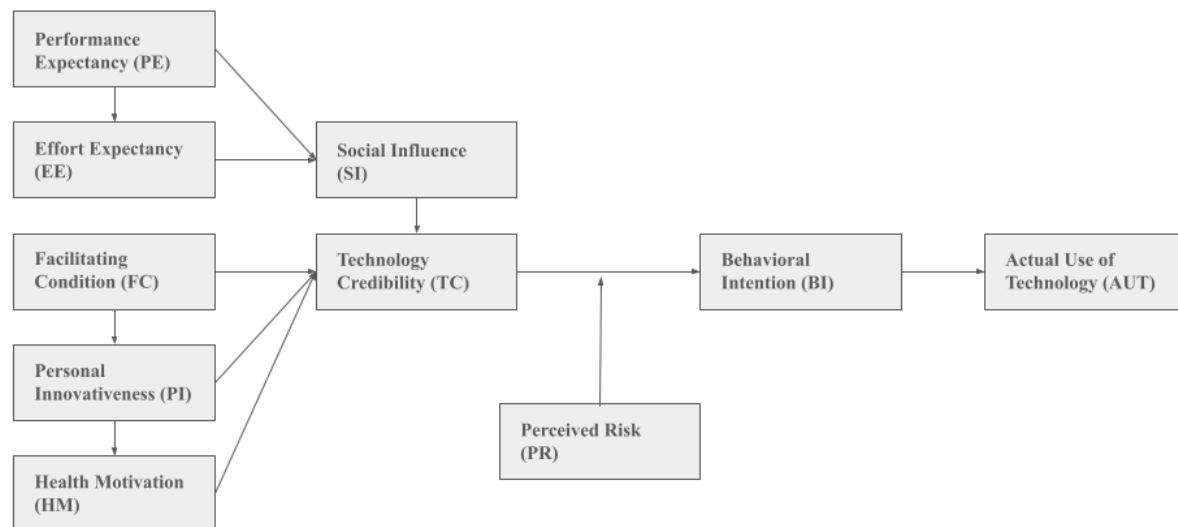 Performance
Expectancy (PE)
Effort Expectancy
(EE)
Social Influence
(SI)
Facilitating
Condition (FC)
Technology
Credibility (TC)
Behavioral
Intention (BI)
Actual Use of
Technology (AUT)
Personal
Innovativeness (PI)
Perceived Risk
(PR)
Health Motivation
(HM)